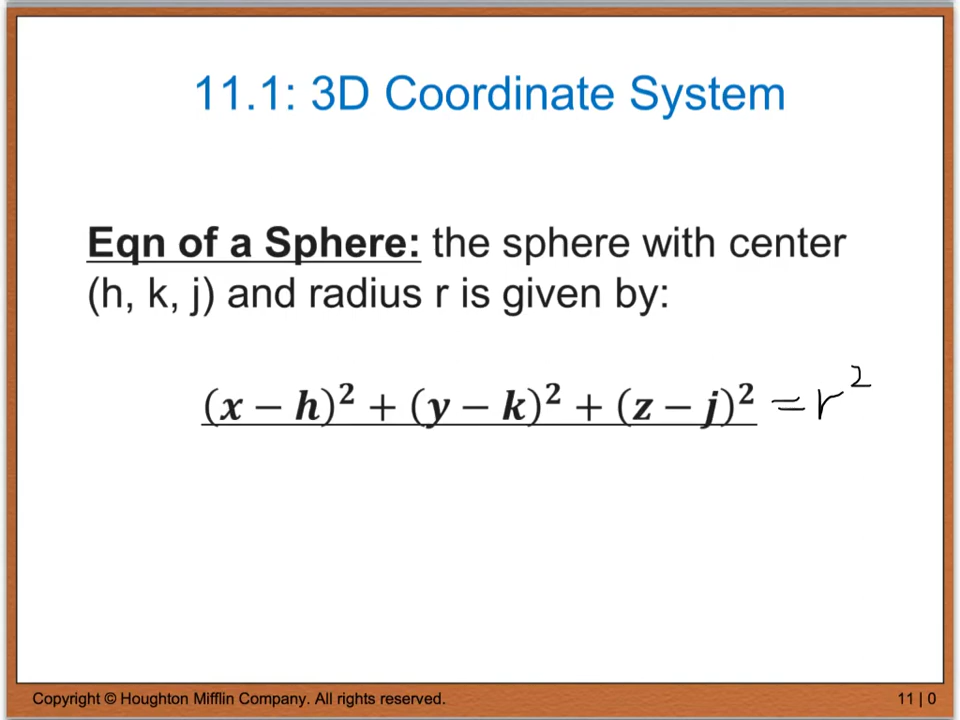 11.1: 3D Coordinate System
Eqn of a Sphere: the sphere with center
(h, k, j) and radius r is given by:
(x − h)² + (y − k)² + (z − j)² = r²
Copyright © Houghton Mifflin Company. All rights reserved.
11 | 0